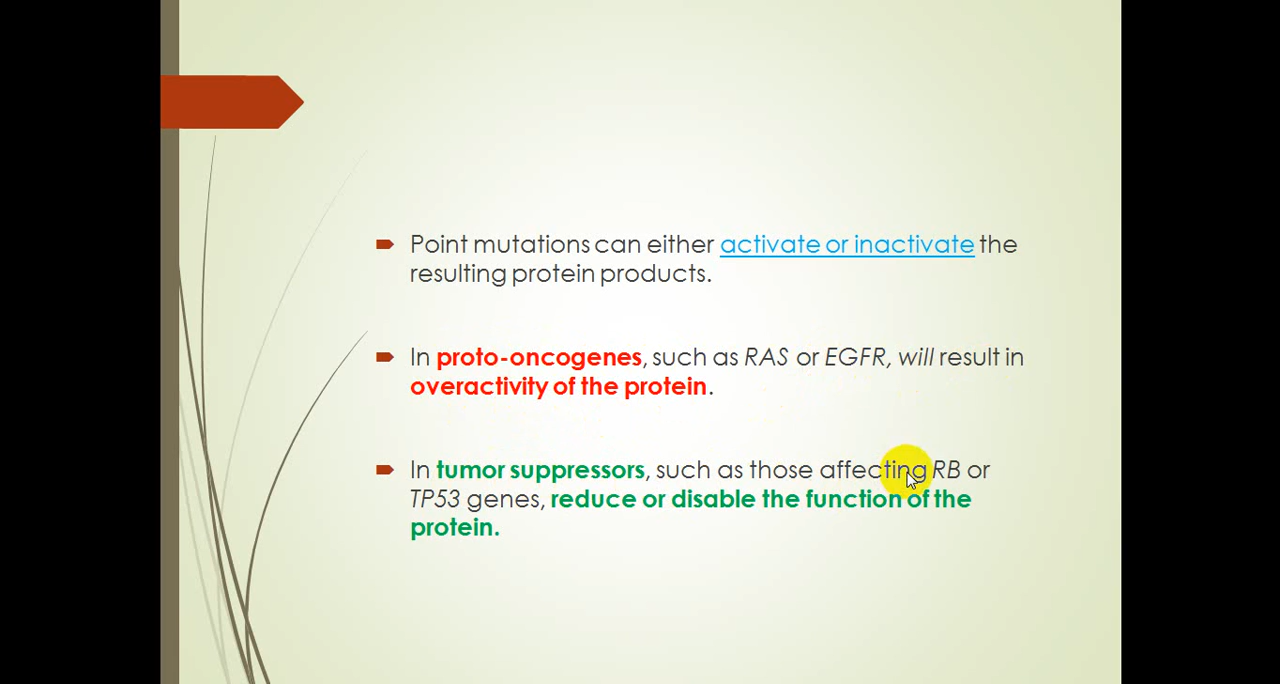 Point mutations can either activate or inactivate the
resulting protein products.
In proto-oncogenes, such as RAS or EGFR, will result in
overactivity of the protein.
In tumor suppressors, such as those affecting RB or
TP53 genes, reduce or disable the function of the
protein.